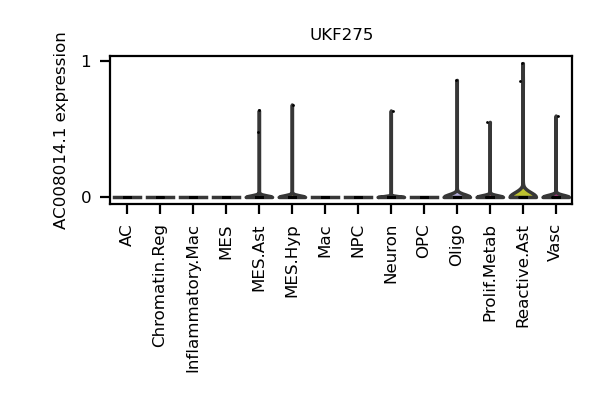 UKF275
AC008014.1 expression
1
0
AC
Chromatin.Reg
Inflammatory.Mac
MES
MES.Ast
MES.Hyp
Mac
NPC
Neuron
OPC
Oligo
Prolif.Metab
Reactive.Ast
Vasc